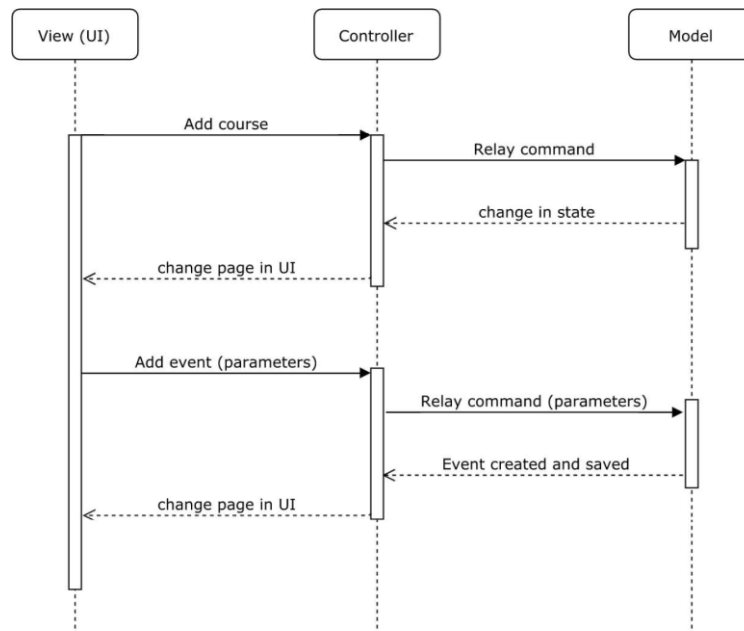 View (UI)
Controller
Model
Add course
Relay command
change in state
change page in UI
Add event (parameters)
Relay command (parameters)
Event created and saved
change page in UI